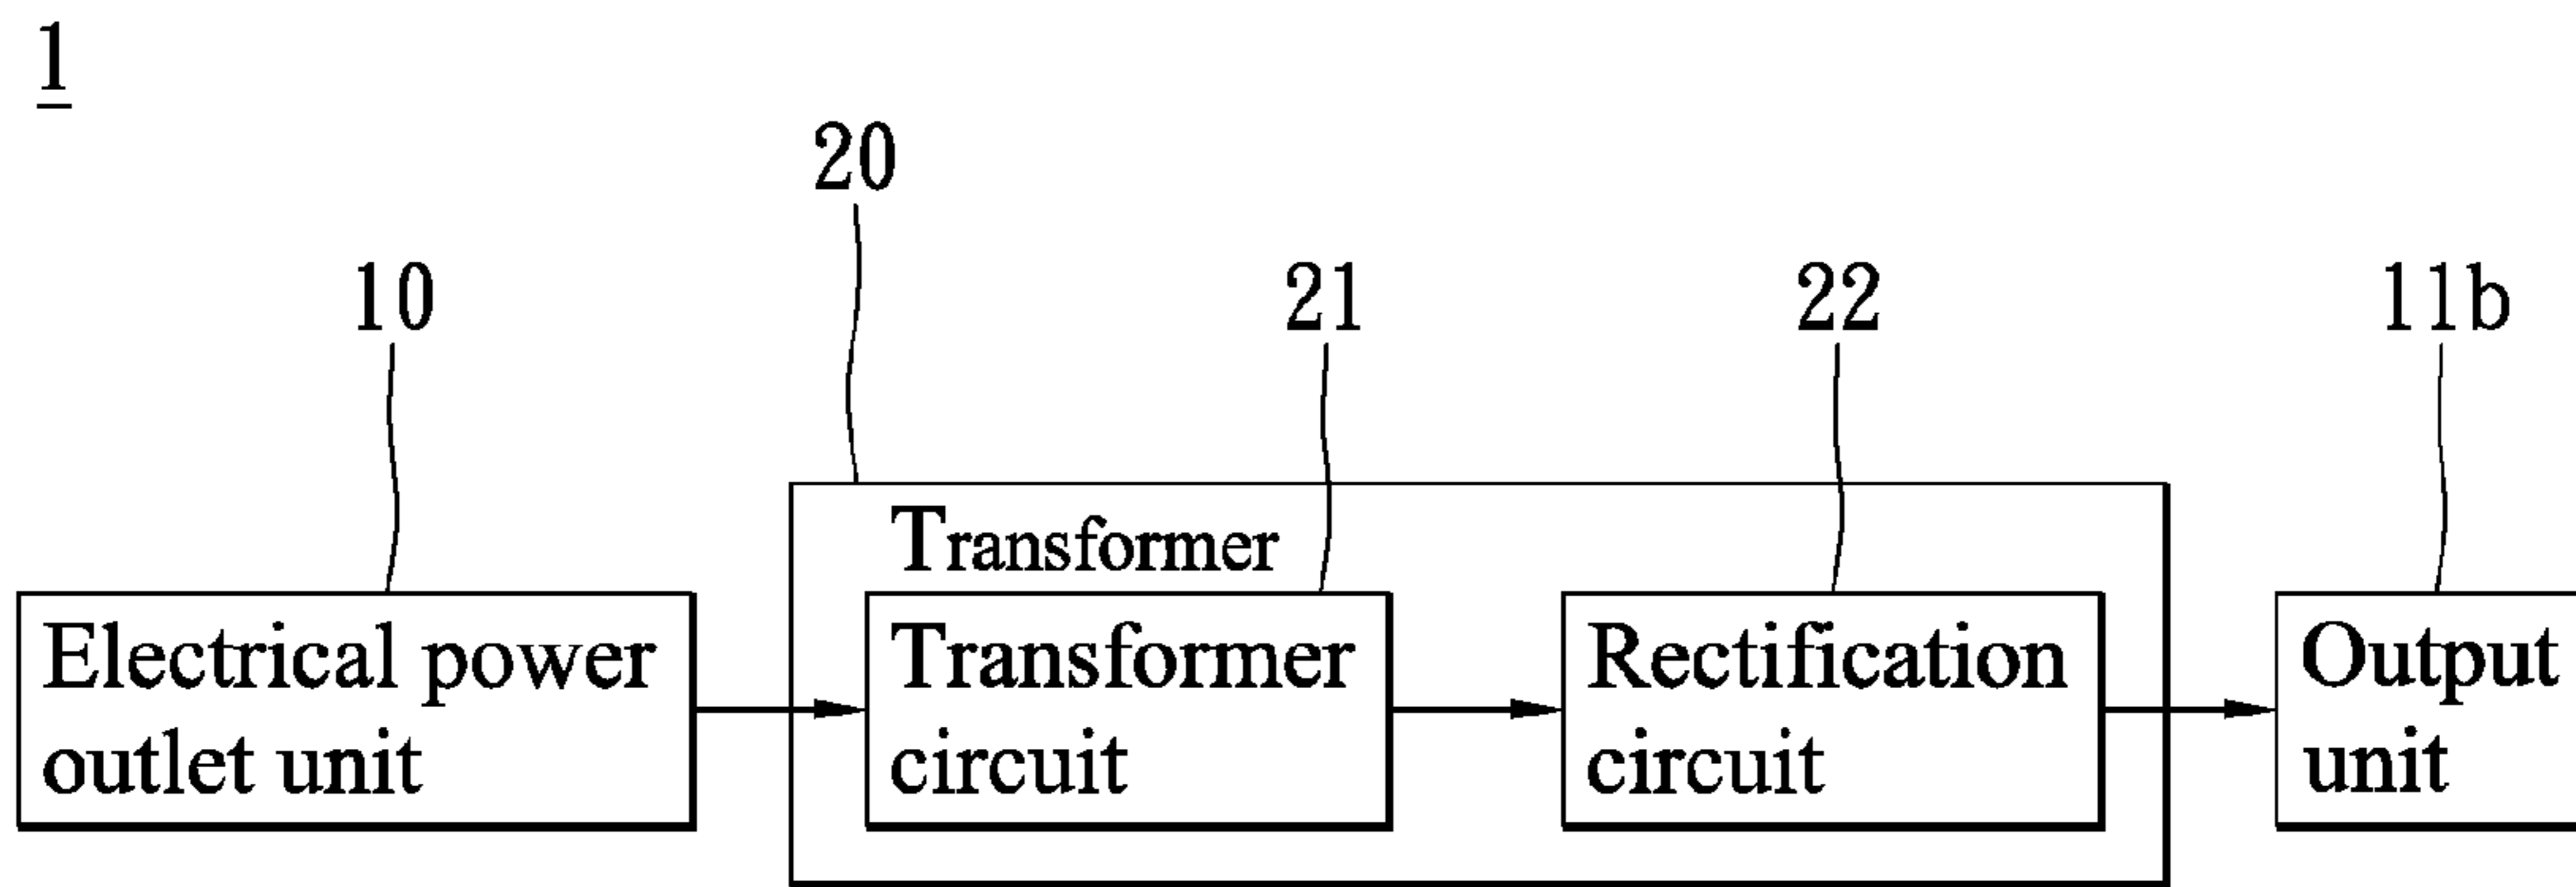 1
20
10
21
22
11b
Transformer
Electrical power
outlet unit
Transformer
circuit
Rectification
circuit
Output
unit